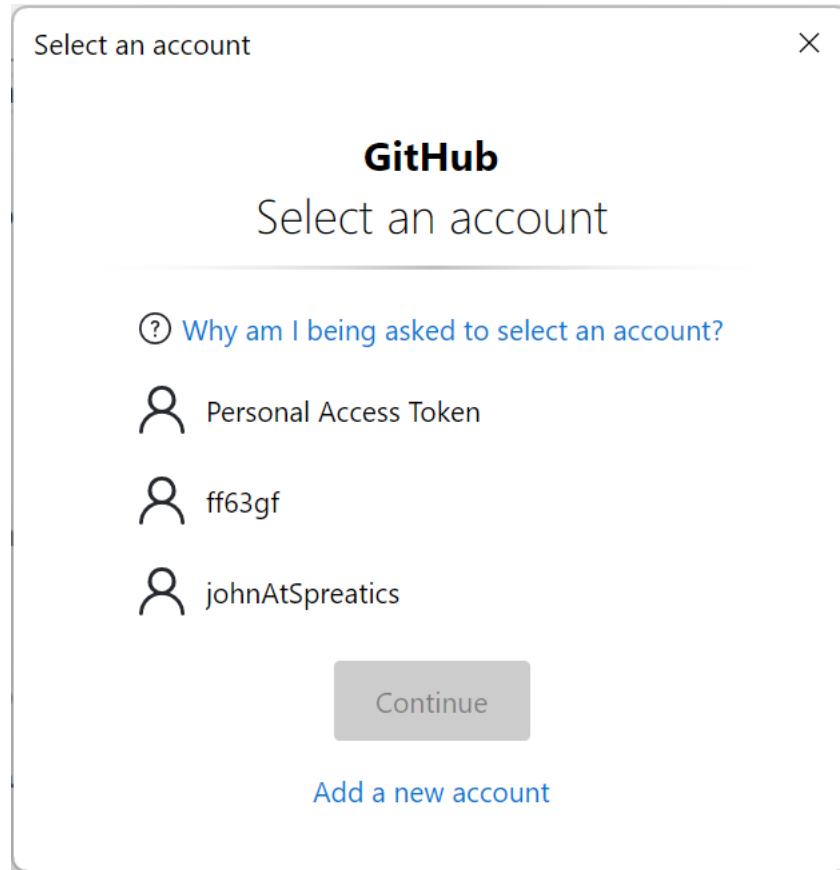 Select an account
GitHub
Select an account
Why am I being asked to select an account?
Personal Access Token
ff63gf
johnAtSpreatics
Continue
Add a new account